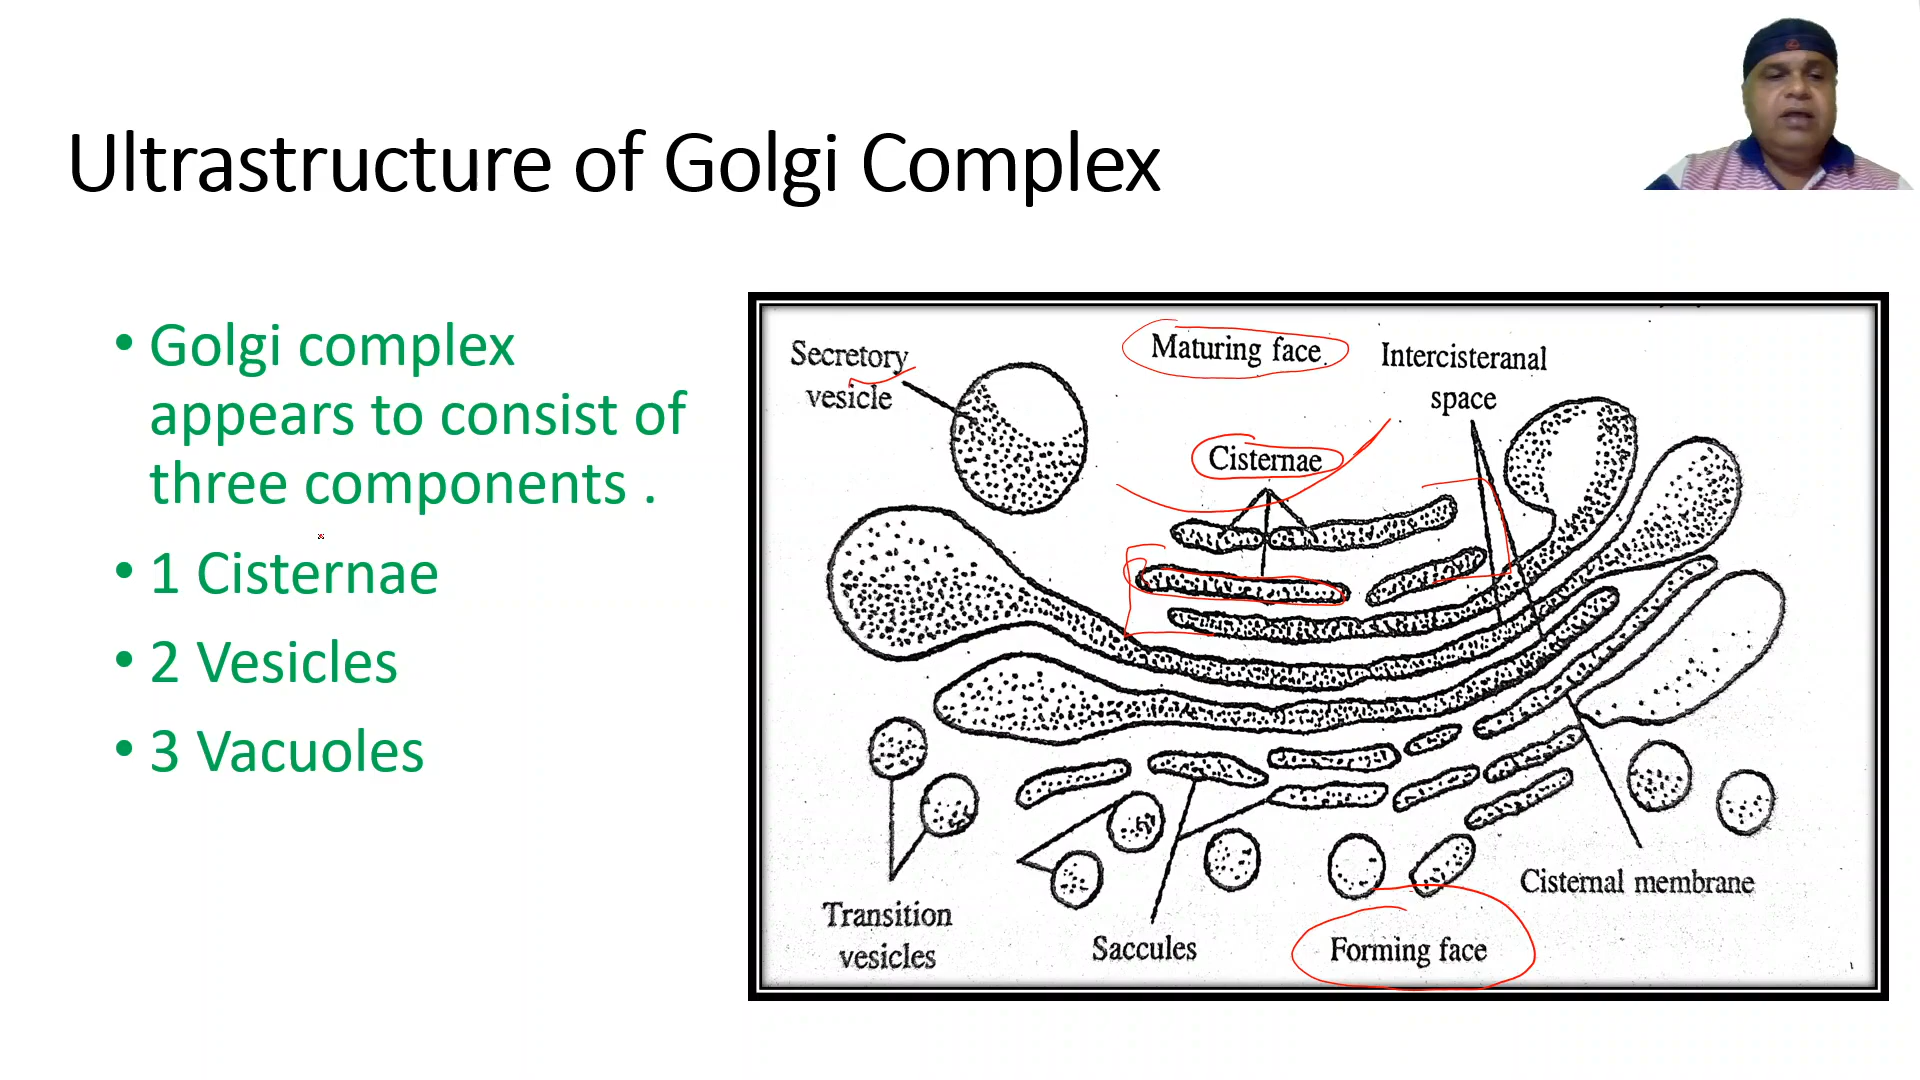 Ultrastructure of Golgi Complex
• Golgi complex
appears to consist of
three components .
• 1 Cisternae
• 2 Vesicles
• 3 Vacuoles
Secretory
vesicle
Maturing face
Intercisteranal
space
Cisternae
Transition
vesicles
Saccules
Forming face
Cisternal membrane